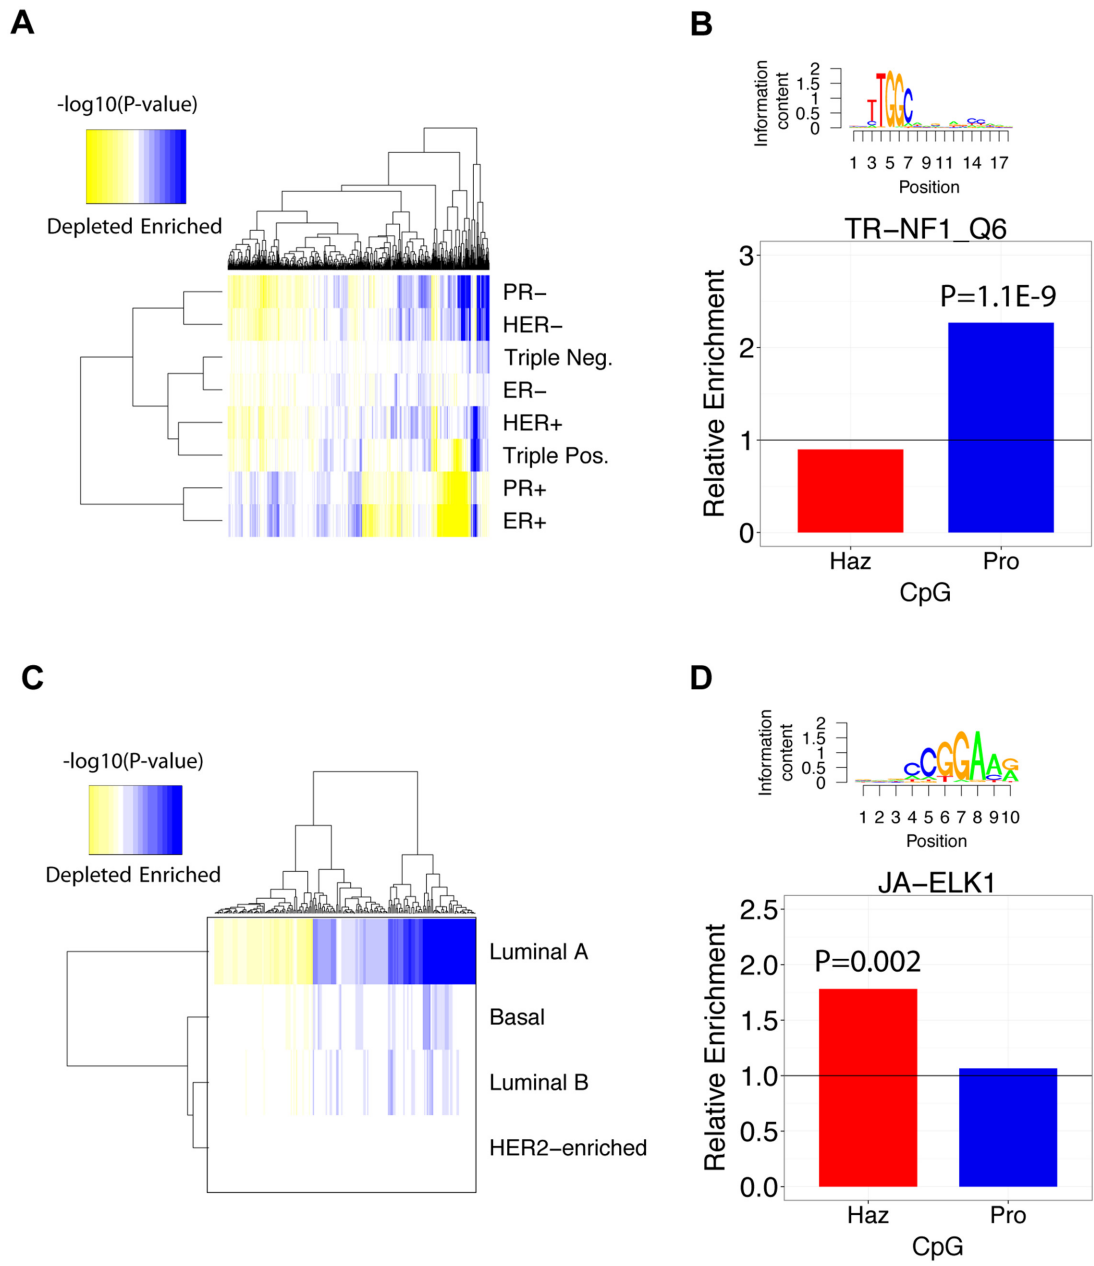 A
-log10(P-value)
Depleted Enriched
PR−
HER−
Triple Neg.
ER−
HER+
Triple Pos.
PR+
ER+
B
Information
content
2
1.5
1
0.5
0
1 3 5 7 9 11 14 17
Position
TR−NF1_Q6
P=1.1E-9
Relative Enrichment
3
2
1
0
Haz Pro
CpG
C
-log10(P-value)
Depleted Enriched
Luminal A
Basal
Luminal B
HER2−enriched
D
Information
content
2
1.5
1
0.5
0
1 2 3 4 5 6 7 8 9 10
Position
JA−ELK1
P=0.002
Relative Enrichment
2.5
2.0
1.5
1.0
0.5
0.0
Haz Pro
CpG